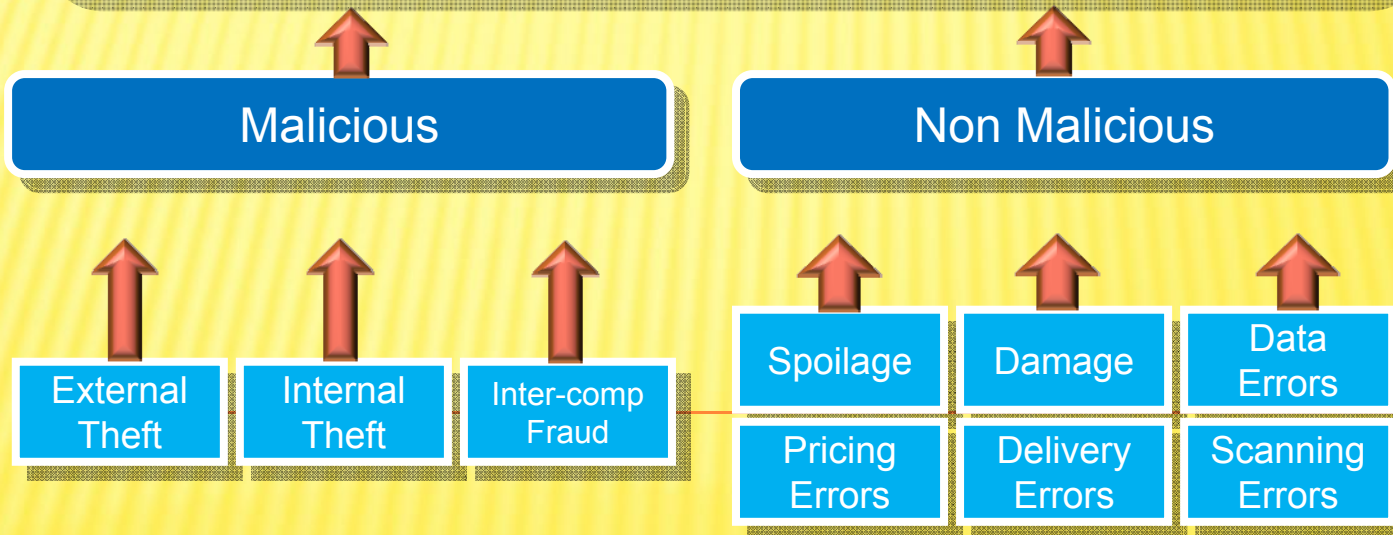 Malicious
Non Malicious
External
Theft
Internal
Theft
Inter-comp
Fraud
Spoilage
Damage
Data
Errors
Pricing
Errors
Delivery
Errors
Scanning
Errors